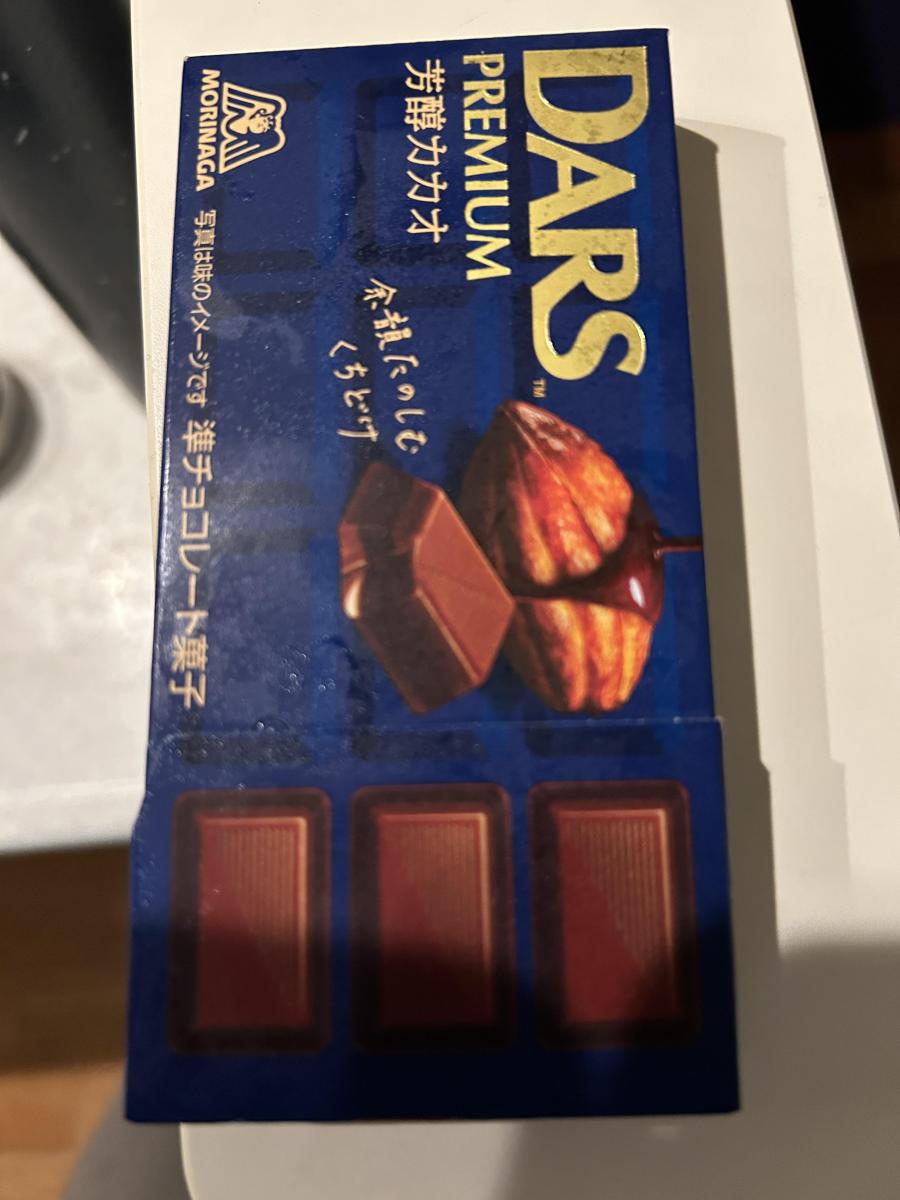 DARS™
PREMIUM
芳醇カカオ
余韻たのしむ
くちどけ
MORINAGA
写真は味のイメージです
準チョコレート菓子